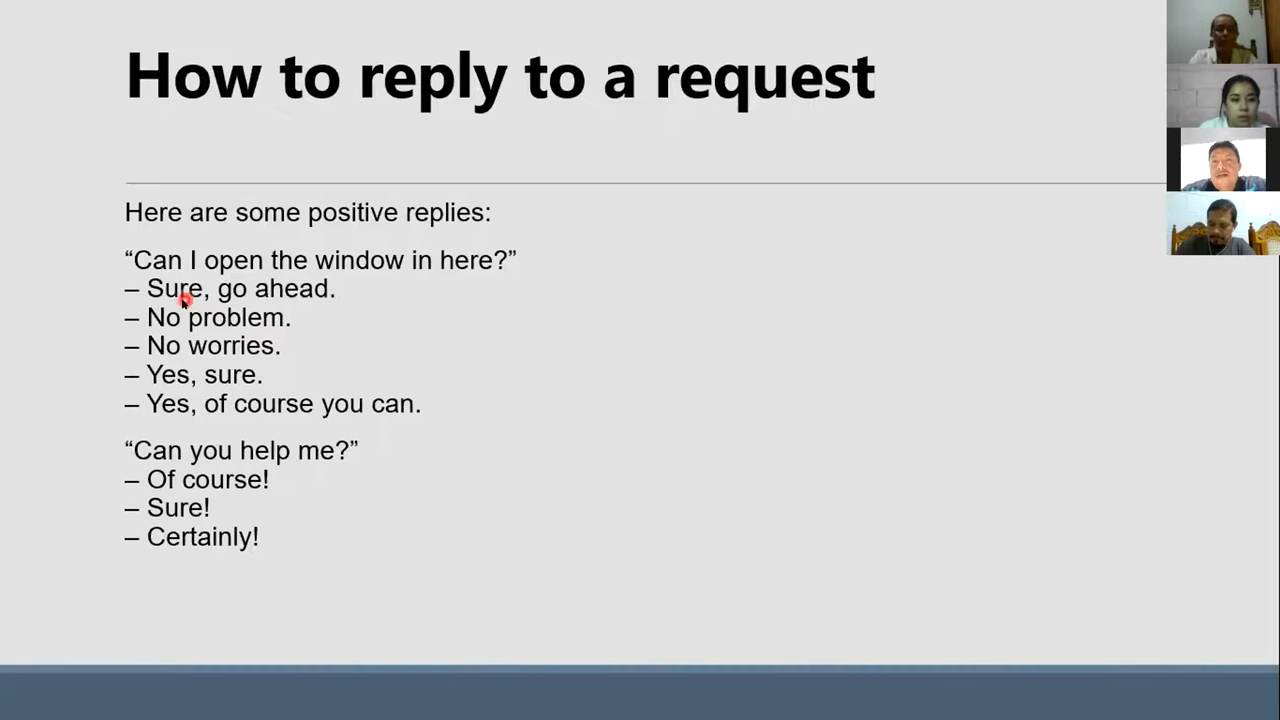 How to reply to a request
Here are some positive replies:
“Can I open the window in here?”
– Sure, go ahead.
– No problem.
– No worries.
– Yes, sure.
– Yes, of course you can.
“Can you help me?”
– Of course!
– Sure!
– Certainly!